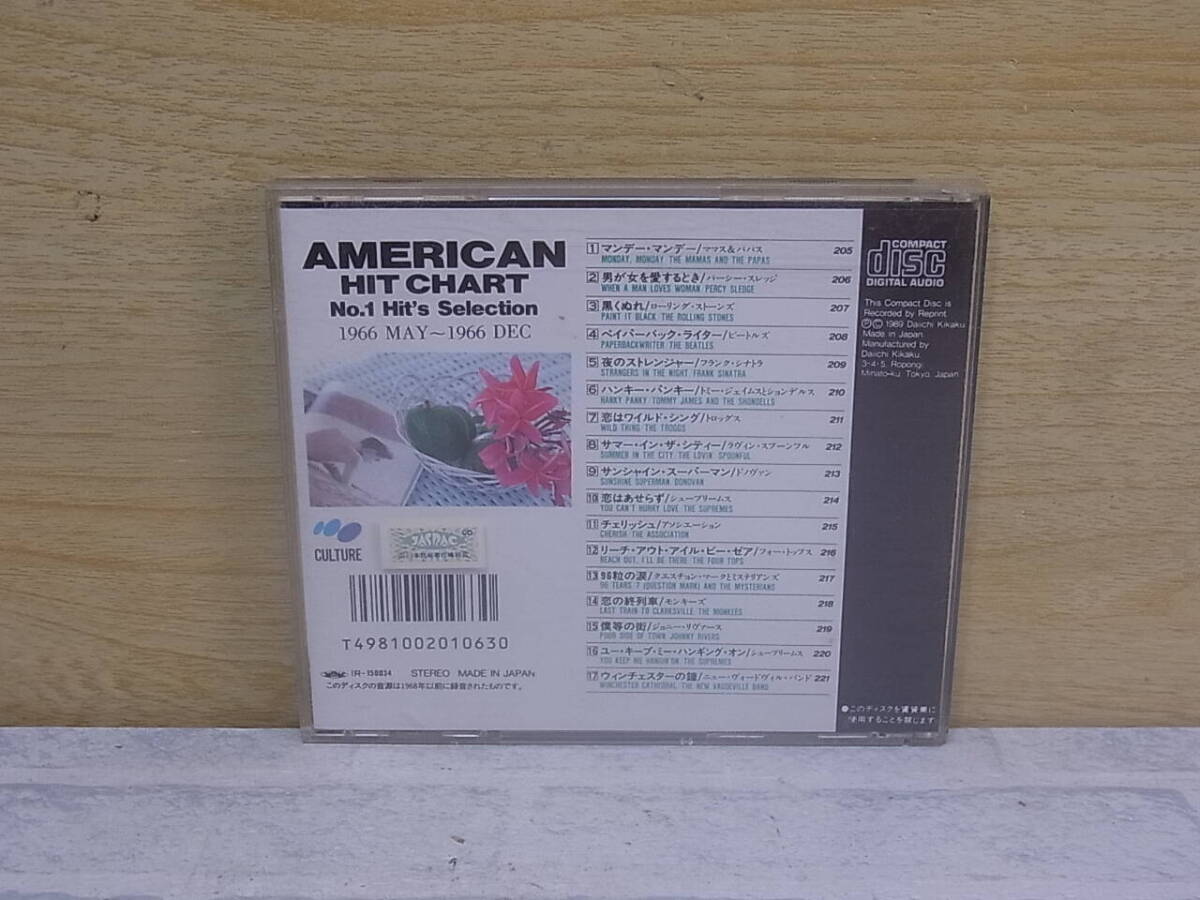 AMERICAN
HIT CHART
No.1 Hit's Selection
1966 MAY～1966 DEC
CULTURE
JASRAC
T4981002010630
IR-150034 STEREO MADE IN JAPAN
このディスクの音源は1968年以前に録音されたものです。
1 マンデー・マンデー/ママス&パパス 205
MONDAY, MONDAY THE MAMAS AND THE PAPAS
2 男が女を愛するとき/パーシー・スレッジ 206
WHEN A MAN LOVES WOMAN PERCY SLEDGE
3 黒くぬれ/ローリング・ストーンズ 207
PAINT IT BLACK THE ROLLING STONES
4 ペイパーバック・ライター/ビートルズ 208
PAPERBACKWRITER THE BEATLES
5 夜のストレンジャー/フランク・シナトラ 209
STRANGERS IN THE NIGHT, FRANK SINATRA
6 ハンキー・パンキー/トミー・ジェイムスとションデルス 210
HANKY PANKY TOMMY JAMES AND THE SHONDELLS
7 恋はワイルド・シング/トロッグス 211
WILD THING THE TROGGS
8 サマー・イン・ザ・シティー/ラヴィン・スプーンフル 212
SUMMER IN THE CITY THE LOVIN' SPOONFUL
9 サンシャイン・スーパーマン/ドノヴァン 213
SUNSHINE SUPERMAN DONOVAN
10 恋はあせらず/シュープリームス 214
YOU CAN'T HURRY LOVE THE SUPREMES
11 チェリッシュ/アソシエーション 215
CHERISH THE ASSOCIATION
12 リーチ・アウト・アイル・ビー・ゼア/フォー・トップス 216
REACH OUT, I'LL BE THERE THE FOUR TOPS
13 96粒の涙/クエスチョン・マークとミステリアンズ 217
96 TEARS ? (QUESTION MARK) AND THE MYSTERIANS
14 恋の終列車/モンキーズ 218
LAST TRAIN TO CLARKSVILLE THE MONKEES
15 僕等の街/ジョニー・リヴァース 219
POOR SIDE OF TOWN JOHNNY RIVERS
16 ユー・キープ・ミー・ハンギング・オン/シュープリームス 220
YOU KEEP ME HANGIN' ON THE SUPREMES
17 ウィンチェスターの鐘/ニュー・ヴォードヴィル・バンド 221
WINCHESTER CATHEDRAL THE NEW VAUDEVILLE BAND
COMPACT
disc
DIGITAL AUDIO
This Compact Disc is
Recorded by Reprint.
Ⓟ© 1989 Daiichi Kikaku.
Made in Japan.
Manufactured by
Daiichi Kikaku.
3-4-5, Ropongi
Minato-ku, Tokyo, Japan
●このディスクを賃貸業に
使用することを禁じます